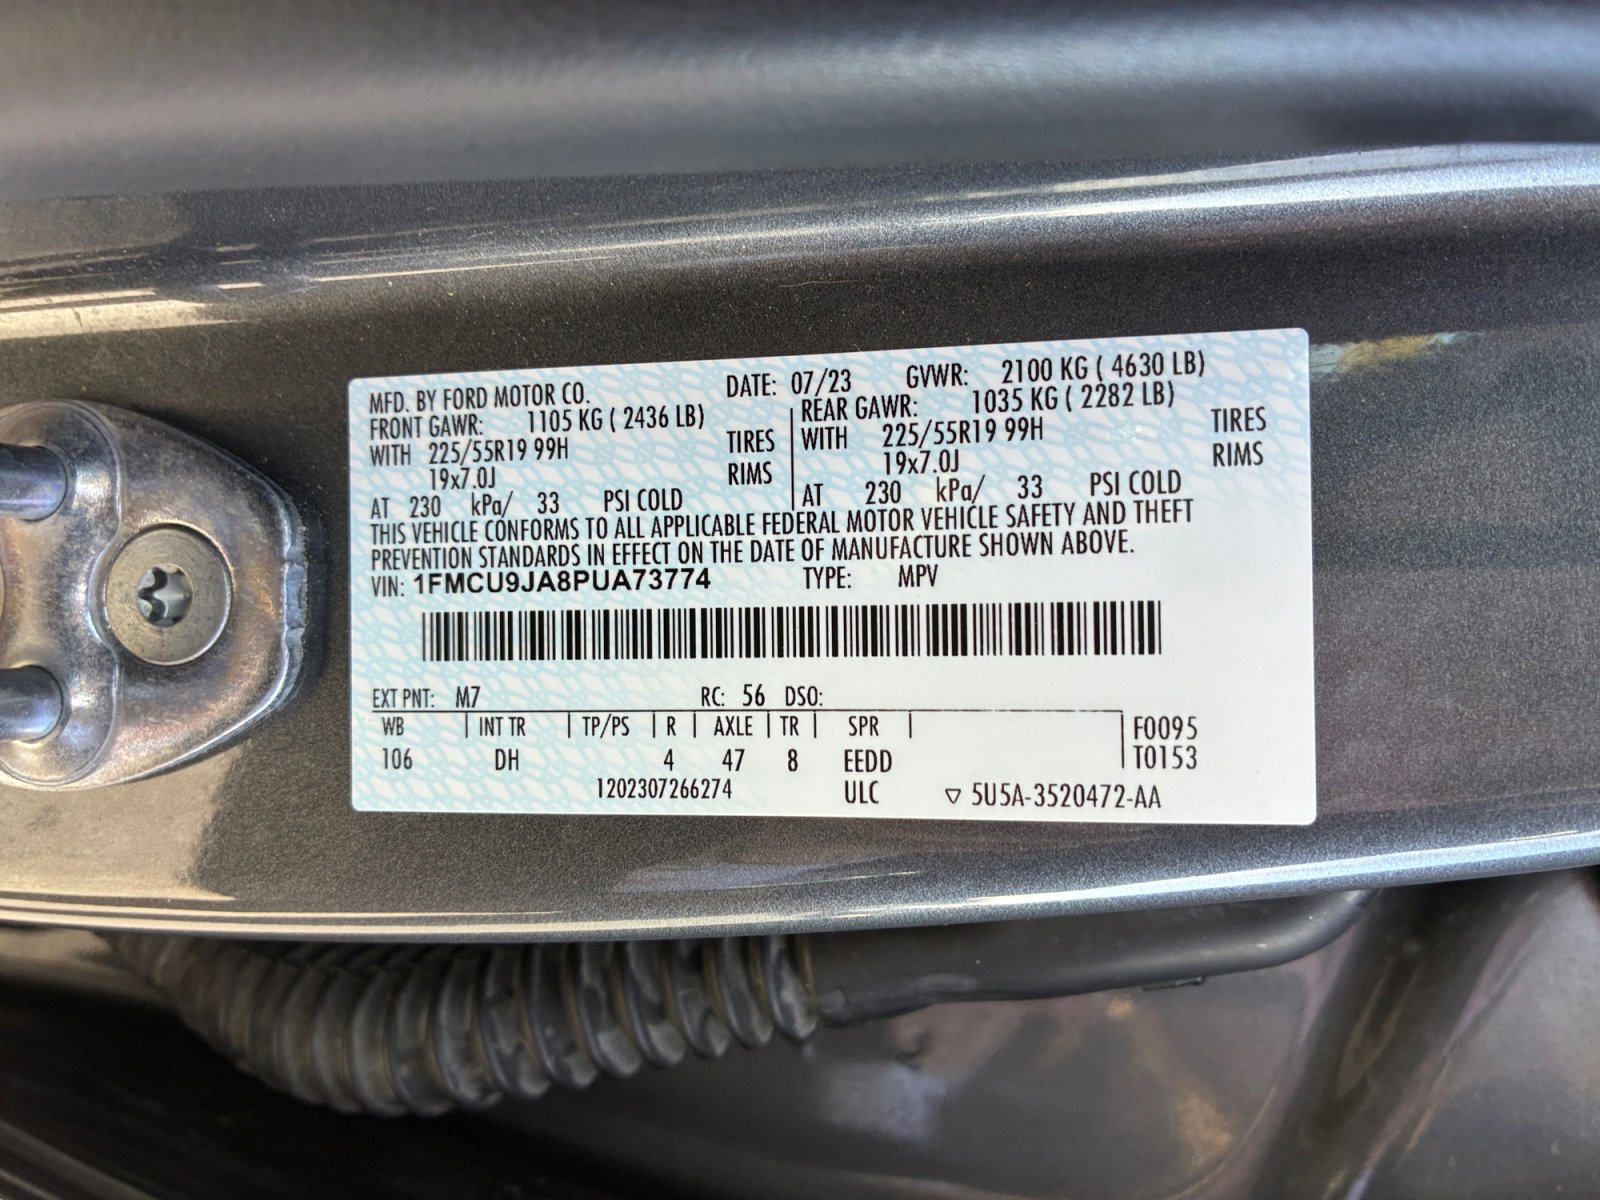 MFD. BY FORD MOTOR CO. DATE: 07/23 GVWR: 2100 KG ( 4630 LB)
FRONT GAWR: 1105 KG ( 2436 LB) REAR GAWR: 1035 KG ( 2282 LB)
WITH 225/55R19 99H TIRES WITH 225/55R19 99H TIRES
19x7.0J RIMS 19x7.0J RIMS
AT 230 kPa/ 33 PSI COLD AT 230 kPa/ 33 PSI COLD
THIS VEHICLE CONFORMS TO ALL APPLICABLE FEDERAL MOTOR VEHICLE SAFETY AND THEFT
PREVENTION STANDARDS IN EFFECT ON THE DATE OF MANUFACTURE SHOWN ABOVE.
VIN: 1FMCU9JA8PUA73774 TYPE: MPV
EXT PNT: M7 RC: 56 DSO:
WB | INT TR | TP/PS | R | AXLE | TR | SPR | F0095
106 DH 4 47 8 EEDD T0153
1202307266274 ULC ▽ 5U5A-3520472-AA